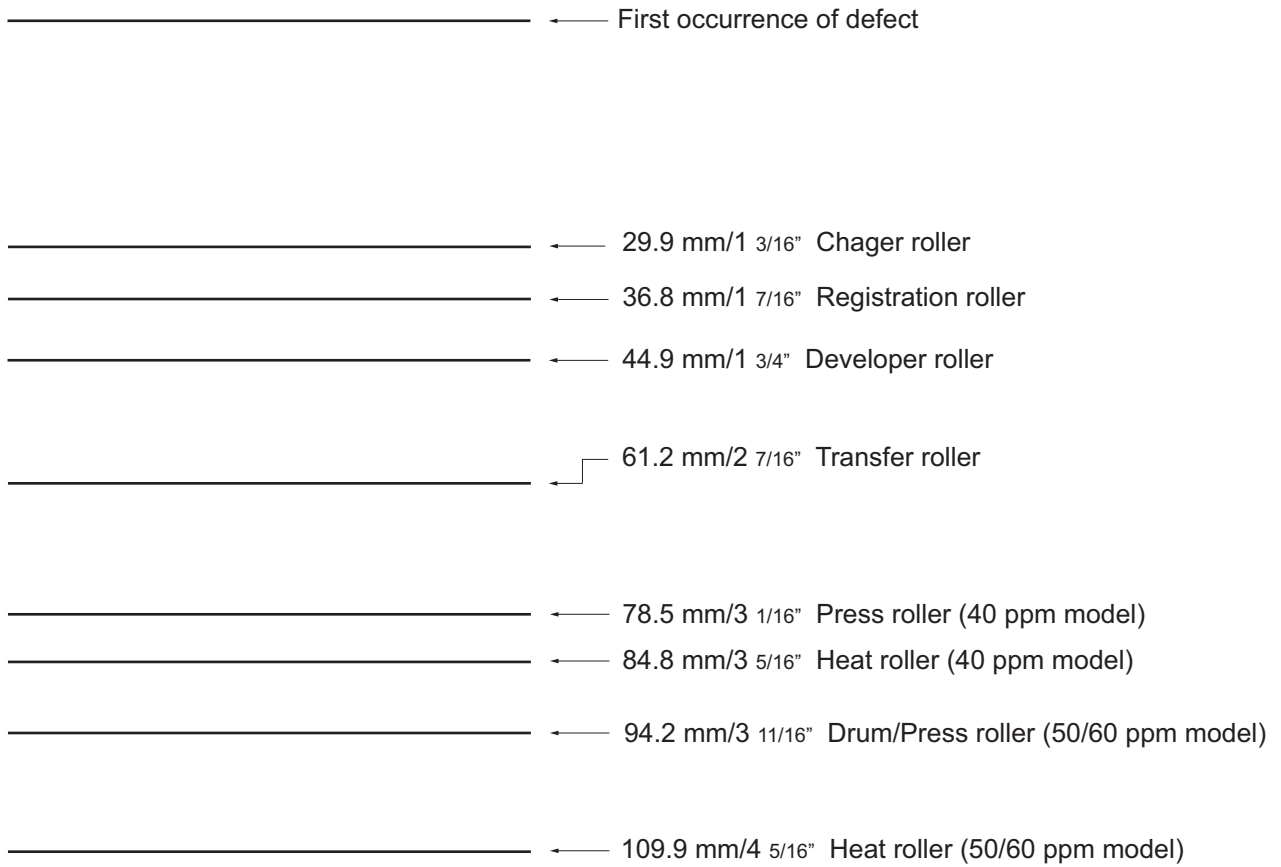 First occurrence of defect
29.9 mm/1 3/16” Chager roller
36.8 mm/1 7/16” Registration roller
44.9 mm/1 3/4” Developer roller
61.2 mm/2 7/16” Transfer roller
78.5 mm/3 1/16” Press roller (40 ppm model)
84.8 mm/3 5/16” Heat roller (40 ppm model)
94.2 mm/3 11/16” Drum/Press roller (50/60 ppm model)
109.9 mm/4 5/16” Heat roller (50/60 ppm model)